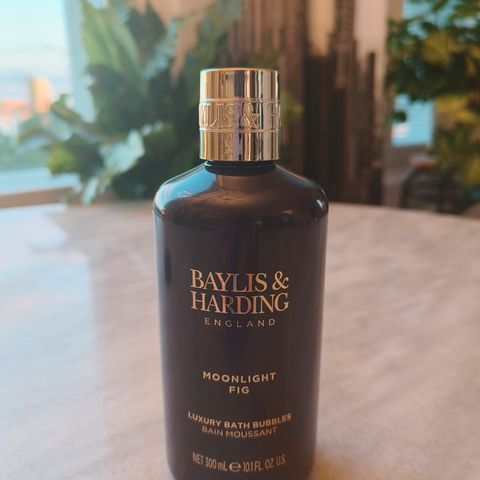 BAYLIS &
HARDING
ENGLAND
MOONLIGHT
FIG
LUXURY BATH BUBBLES
BAIN MOUSSANT
NET 300 mL ℮ 10.1 FL. OZ. U.S.